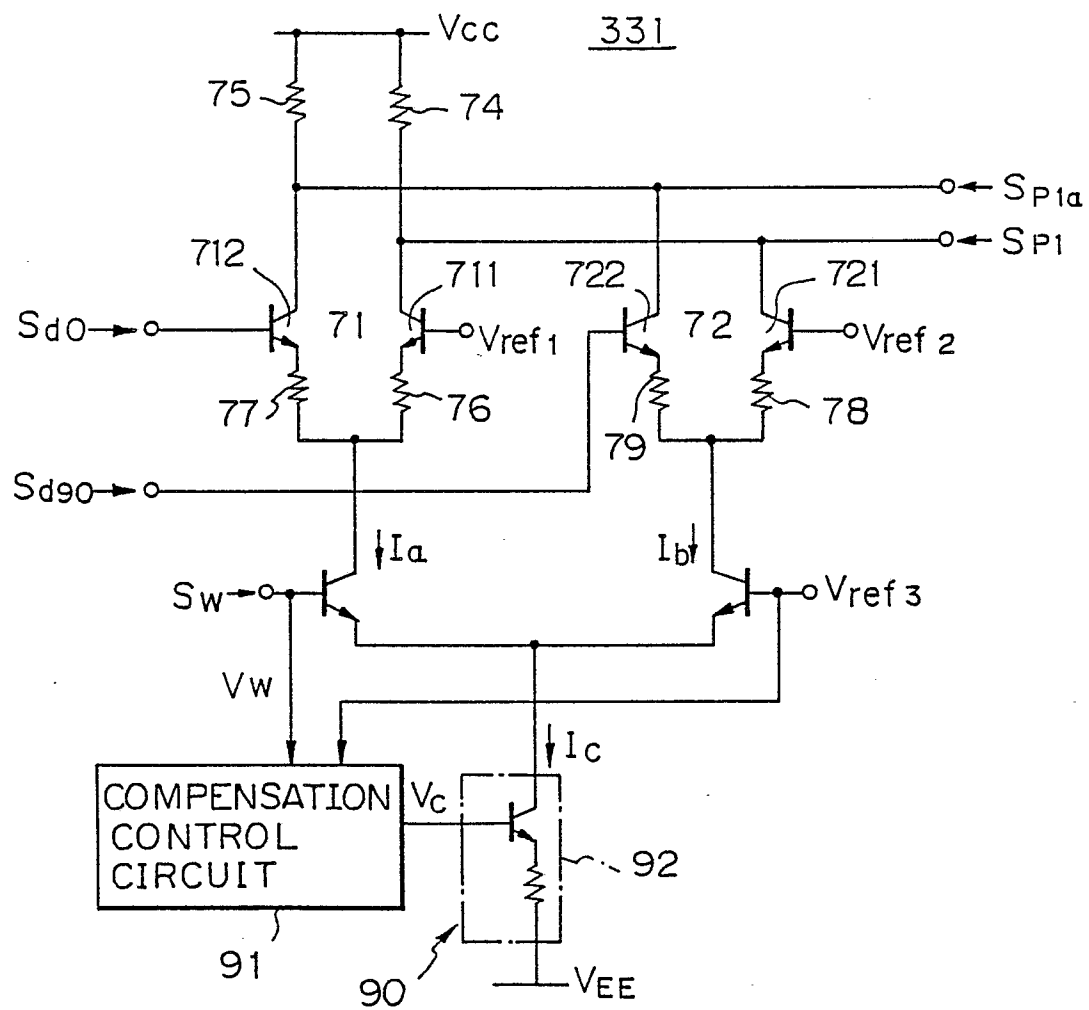 Vcc
331
75
74
SP1a
SP1
712
711
722
721
Sd0
71
Vref1
72
Vref2
77
76
79
78
Sd90
Ia
Ib
Sw
Vref3
Vw
Ic
COMPENSATION
CONTROL
CIRCUIT
Vc
92
91
90
VEE